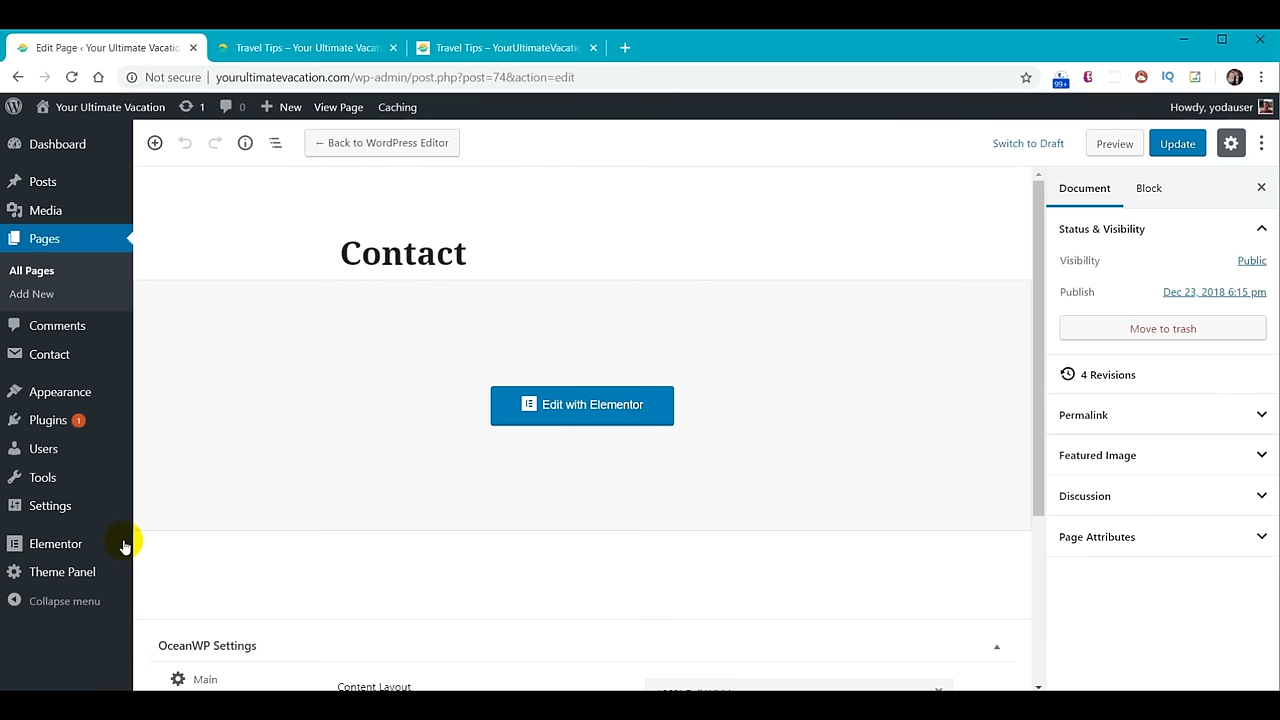 Edit Page ‹ Your Ultimate Vacatio
Travel Tips – Your Ultimate Vacat
Travel Tips – YourUltimateVacatio
Not secure
yourultimatevacation.com/wp-admin/post.php?post=74&action=edit
99+
IQ
Your Ultimate Vacation
1
0
New
View Page
Caching
Howdy, yodauser
Dashboard
Posts
Media
Pages
All Pages
Add New
Comments
Contact
Appearance
Plugins 1
Users
Tools
Settings
Elementor
Theme Panel
Collapse menu
← Back to WordPress Editor
Switch to Draft
Preview
Update
Contact
Edit with Elementor
OceanWP Settings
Main
Content Layout
Document
Block
Status & Visibility
Visibility
Public
Publish
Dec 23, 2018 6:15 pm
Move to trash
4 Revisions
Permalink
Featured Image
Discussion
Page Attributes